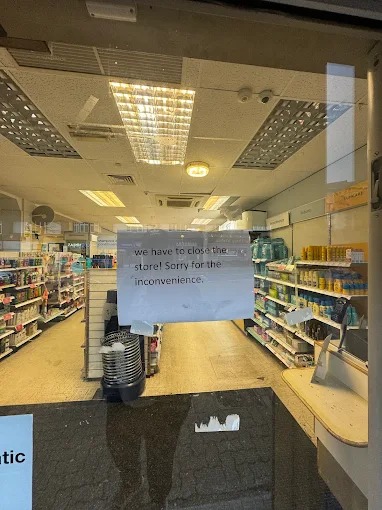 we have to close the
store! Sorry for the
inconvenience.
tic